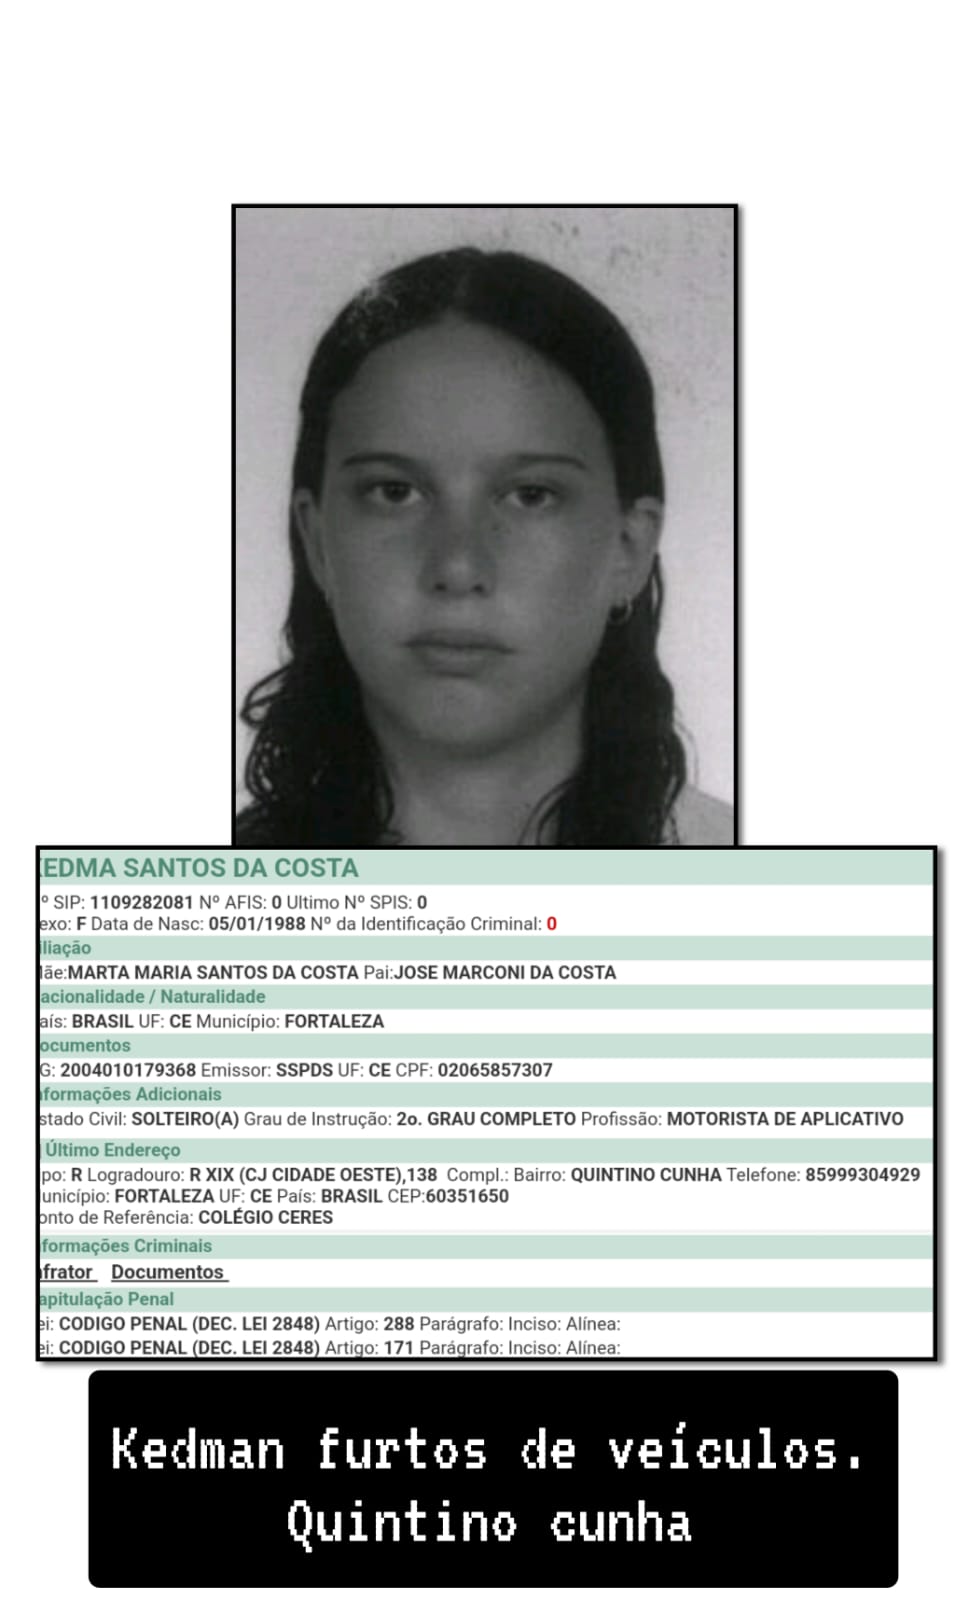 KEDMA SANTOS DA COSTA
º SIP: 1109282081 Nº AFIS: 0 Ultimo Nº SPIS: 0
exo: F Data de Nasc: 05/01/1988 Nº da Identificação Criminal: 0
iliação
ãe:MARTA MARIA SANTOS DA COSTA Pai:JOSE MARCONI DA COSTA
acionalidade / Naturalidade
aís: BRASIL UF: CE Município: FORTALEZA
ocumentos
G: 2004010179368 Emissor: SSPDS UF: CE CPF: 02065857307
nformações Adicionais
stado Civil: SOLTEIRO(A) Grau de Instrução: 2o. GRAU COMPLETO Profissão: MOTORISTA DE APLICATIVO
Último Endereço
po: R Logradouro: R XIX (CJ CIDADE OESTE),138 Compl.: Bairro: QUINTINO CUNHA Telefone: 85999304929
unicípio: FORTALEZA UF: CE País: BRASIL CEP:60351650
onto de Referência: COLÉGIO CERES
nformações Criminais
nfrator Documentos
apitulação Penal
ei: CODIGO PENAL (DEC. LEI 2848) Artigo: 288 Parágrafo: Inciso: Alínea:
ei: CODIGO PENAL (DEC. LEI 2848) Artigo: 171 Parágrafo: Inciso: Alínea:
Kedman furtos de veículos.
Quintino cunha